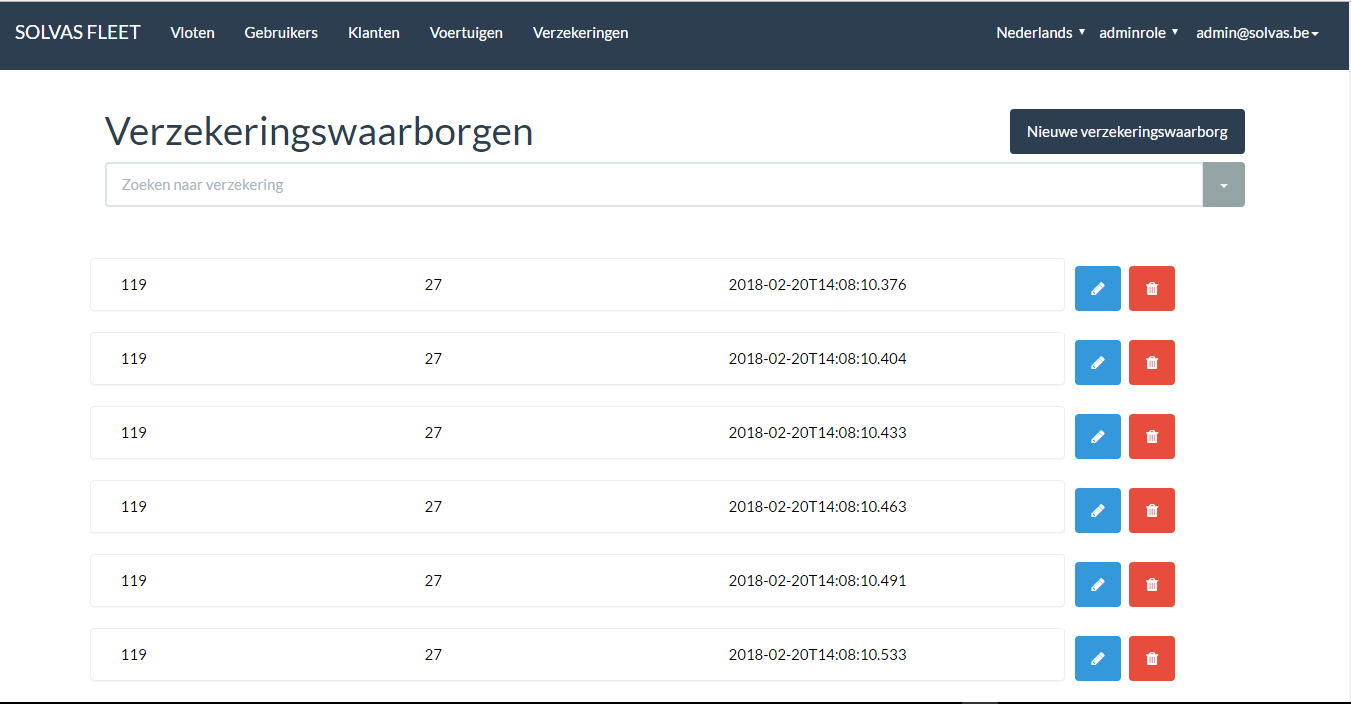 SOLVAS FLEET Vloten Gebruikers Klanten Voertuigen Verzekeringen Nederlands adminrole admin@solvas.be
Verzekeringswaarborgen Nieuwe verzekeringswaarborg
Zoeken naar verzekering
119 27 2018-02-20T14:08:10.376
119 27 2018-02-20T14:08:10.404
119 27 2018-02-20T14:08:10.433
119 27 2018-02-20T14:08:10.463
119 27 2018-02-20T14:08:10.491
119 27 2018-02-20T14:08:10.533